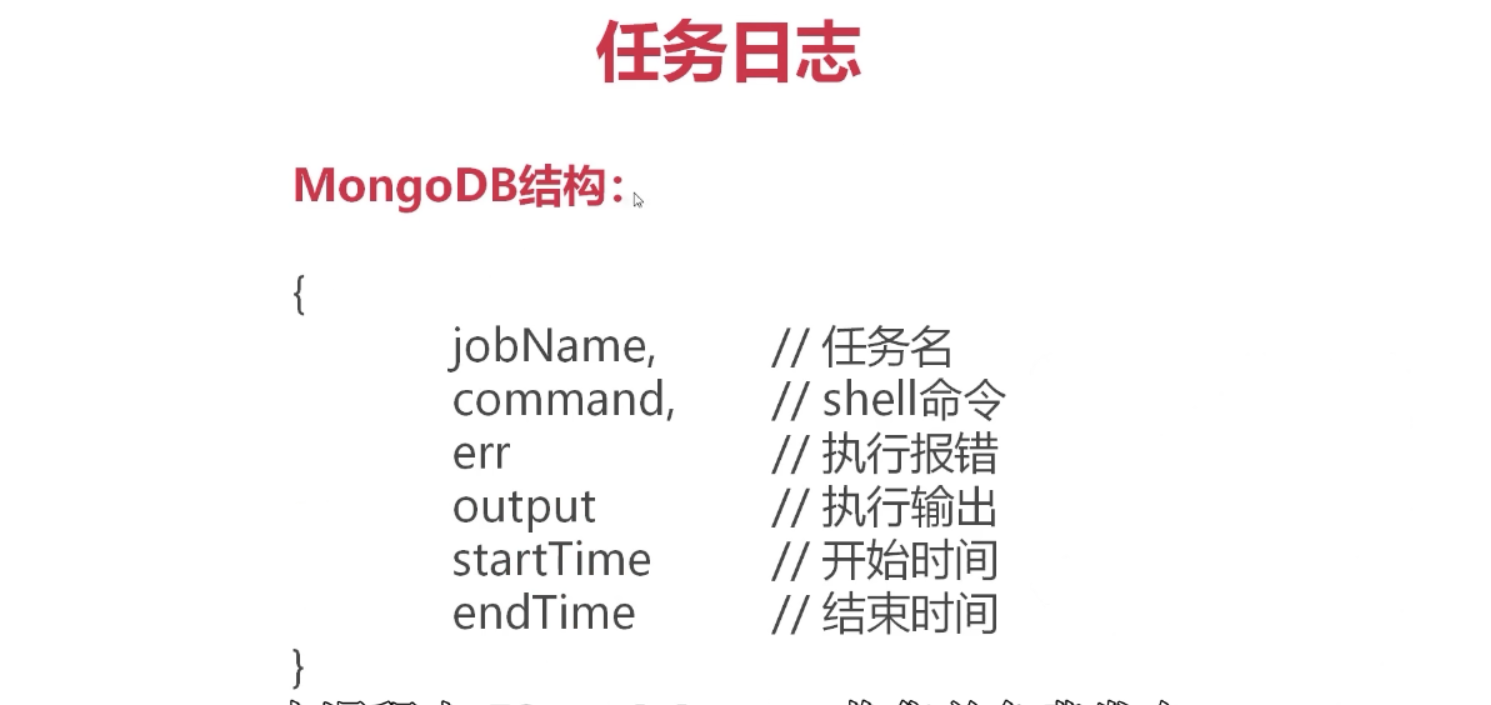 任务日志
MongoDB结构：
{
jobName, // 任务名
command, // shell命令
err // 执行报错
output // 执行输出
startTime // 开始时间
endTime // 结束时间
}